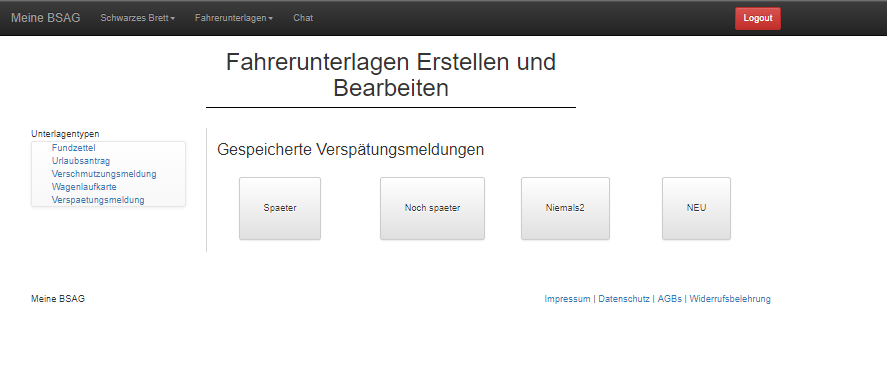 Meine BSAG Schwarzes Brett Fahrerunterlagen Chat Logout
Fahrerunterlagen Erstellen und
Bearbeiten
Unterlagentypen
Fundzettel
Urlaubsantrag
Verschmutzungsmeldung
Wagenlaufkarte
Verspaetungsmeldung
Gespeicherte Verspätungsmeldungen
Spaeter Noch spaeter Niemals2 NEU
Meine BSAG Impressum | Datenschutz | AGBs | Widerrufsbelehrung